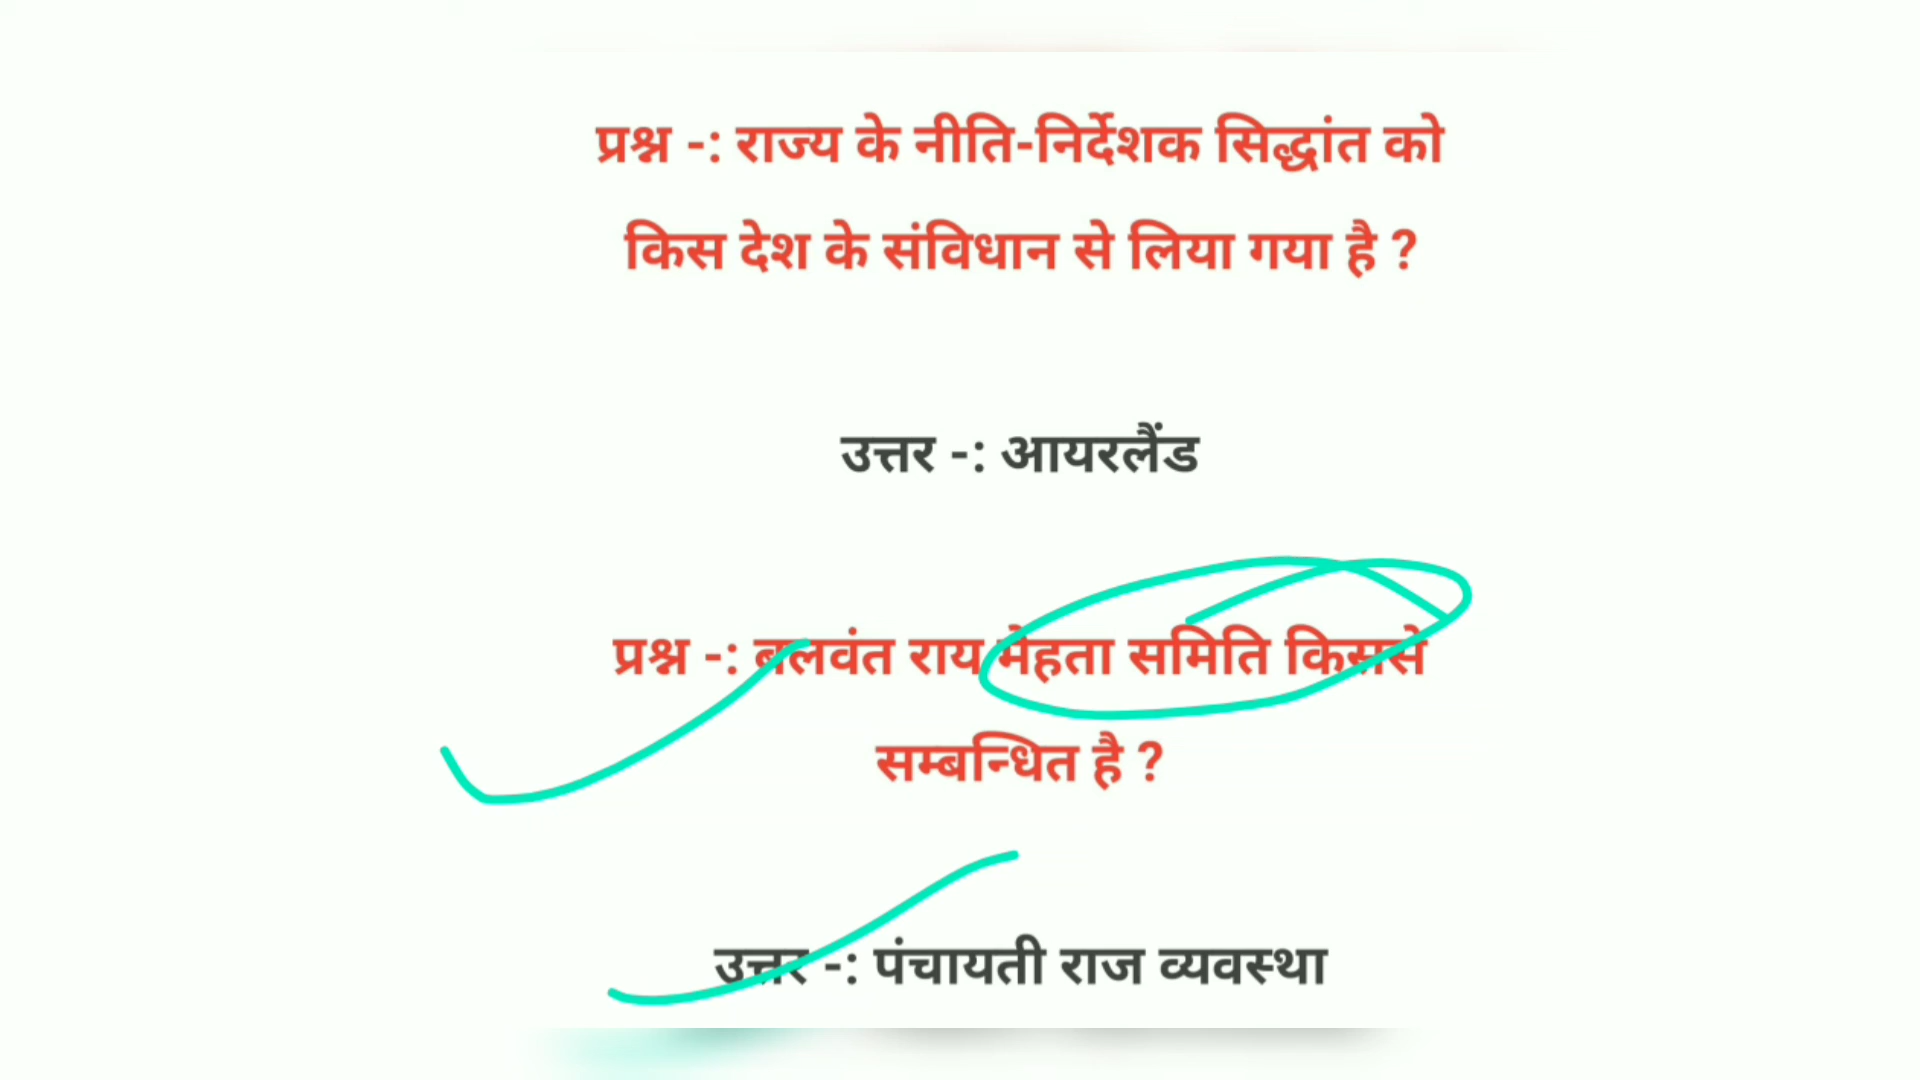 प्रश्न -: राज्य के नीति-निर्देशक सिद्धांत को
किस देश के संविधान से लिया गया है ?
उत्तर -: आयरलैंड
प्रश्न -: बलवंत राय मेहता समिति किससे
सम्बन्धित है ?
उत्तर -: पंचायती राज व्यवस्था